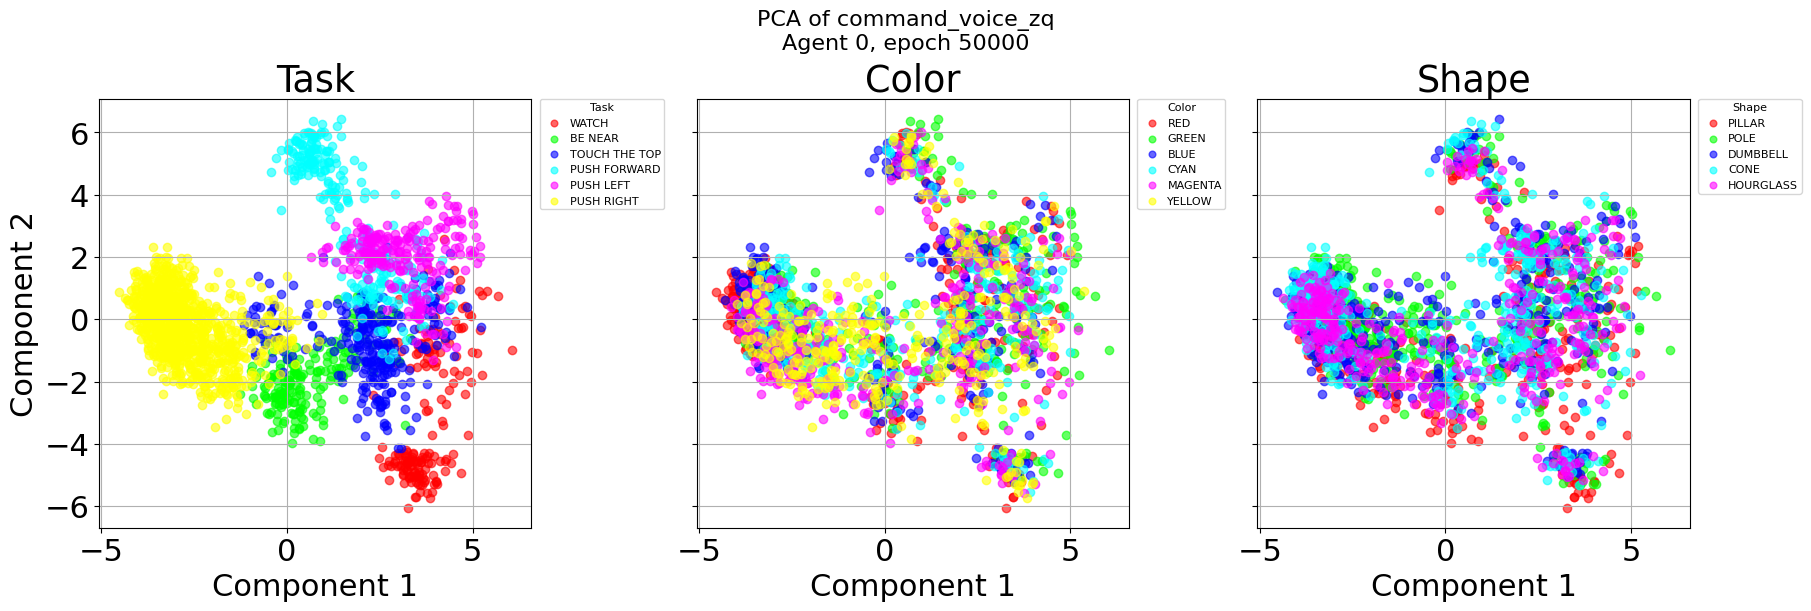 PCA of command_voice_zq
Agent 0, epoch 50000
Task
Color
Shape
Component 2
6
4
2
0
−2
−4
−6
−5 0 5
Component 1
Task
WATCH
BE NEAR
TOUCH THE TOP
PUSH FORWARD
PUSH LEFT
PUSH RIGHT
−5 0 5
Component 1
Color
RED
GREEN
BLUE
CYAN
MAGENTA
YELLOW
−5 0 5
Component 1
Shape
PILLAR
POLE
DUMBBELL
CONE
HOURGLASS